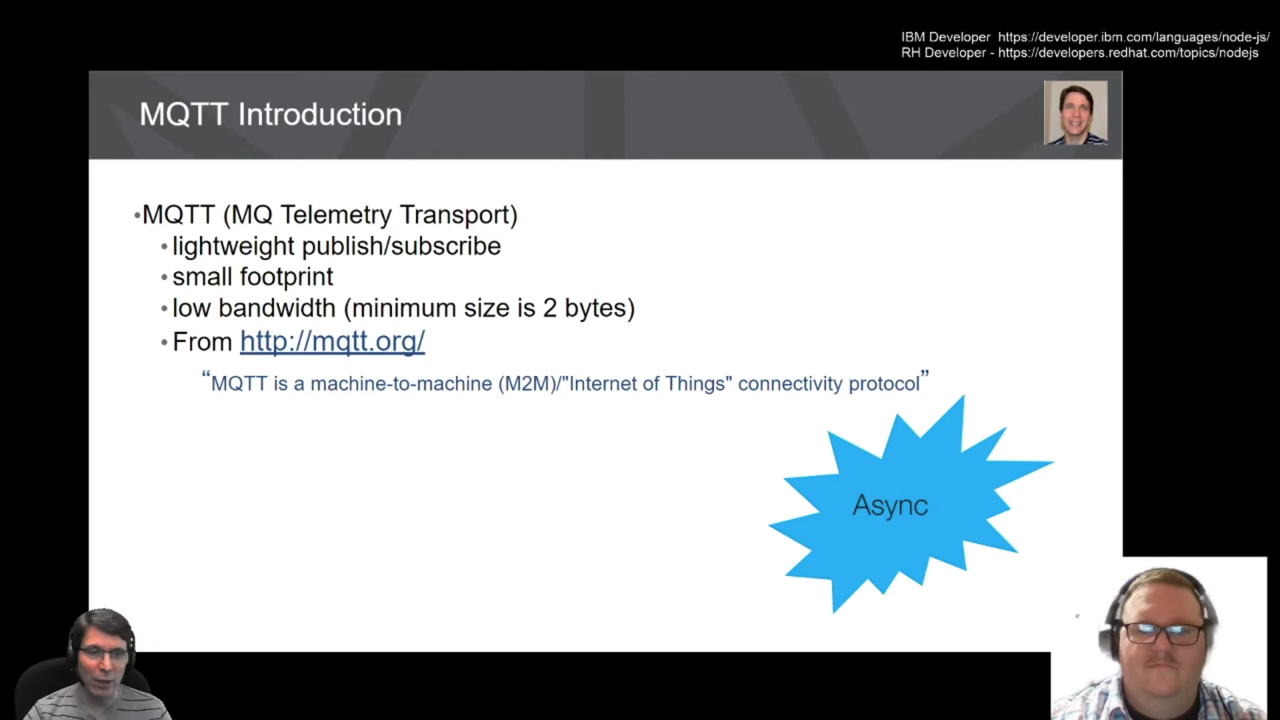 IBM Developer  https://developer.ibm.com/languages/node-js/
RH Developer - https://developers.redhat.com/topics/nodejs
MQTT Introduction
•MQTT (MQ Telemetry Transport)
•lightweight publish/subscribe
•small footprint
•low bandwidth (minimum size is 2 bytes)
•From http://mqtt.org/
“MQTT is a machine-to-machine (M2M)/"Internet of Things" connectivity protocol”
Async